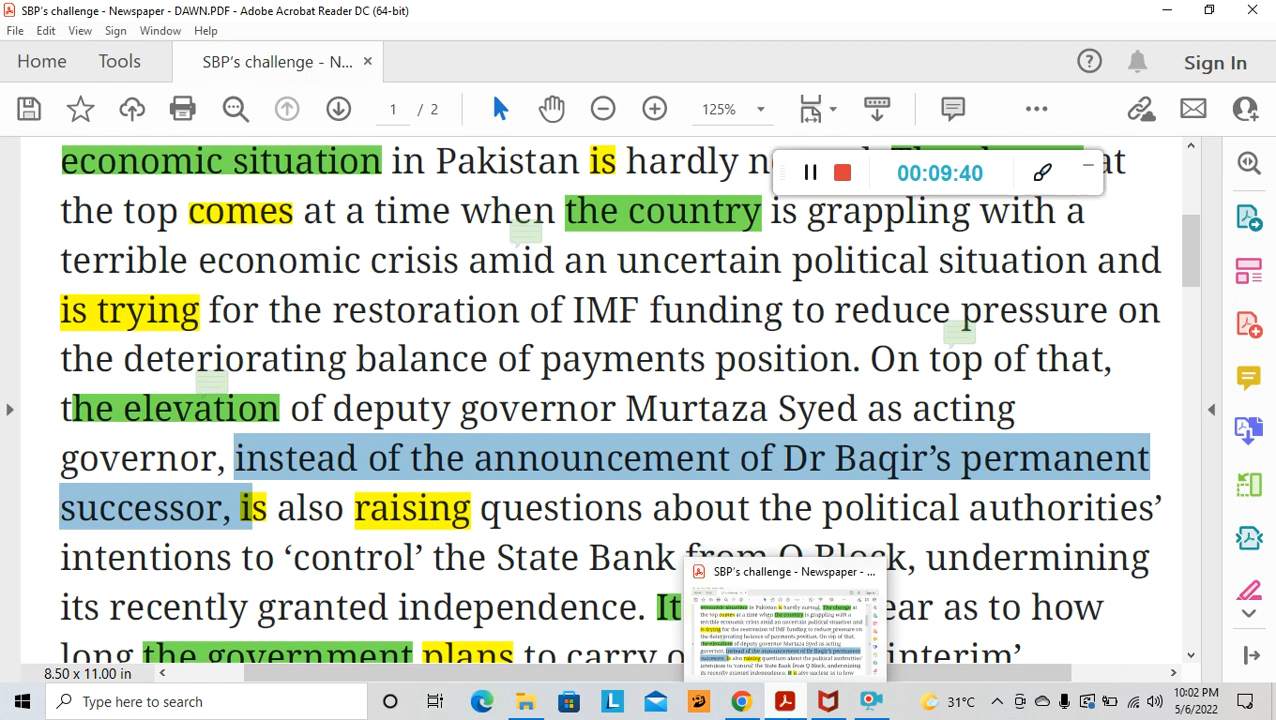 SBP's challenge - Newspaper - DAWN.PDF - Adobe Acrobat Reader DC (64-bit)
File Edit View Sign Window Help
Home Tools SBP's challenge - N... × Sign In
1 / 2 125%
economic situation in Pakistan is hardly at
00:09:40
the top comes at a time when the country is grappling with a
terrible economic crisis amid an uncertain political situation and
is trying for the restoration of IMF funding to reduce pressure on
the deteriorating balance of payments position. On top of that,
the elevation of deputy governor Murtaza Syed as acting
governor, instead of the announcement of Dr Baqir’s permanent
successor, is also raising questions about the political authorities’
intentions to ‘control’ the State Bank from Q Block, undermining
SBP's challenge - Newspaper - ...
its recently granted independence. It as to how
long the government plans to carry interim’
8.50 x 11.00 in
Type here to search
31°C
10:02 PM
5/6/2022